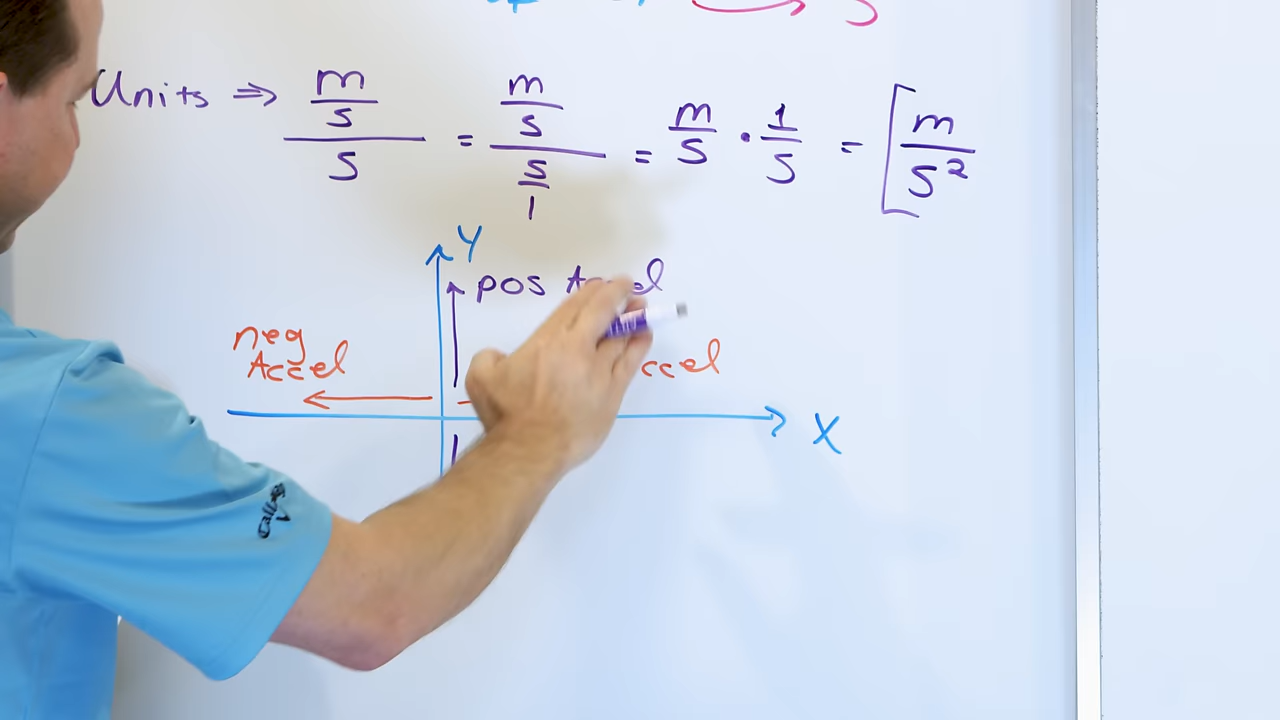 Units ⇒ (m/s)/s = (m/s)/(s/1) = m/s · 1/s = [m/s²
Y
pos
neg
Accel
X